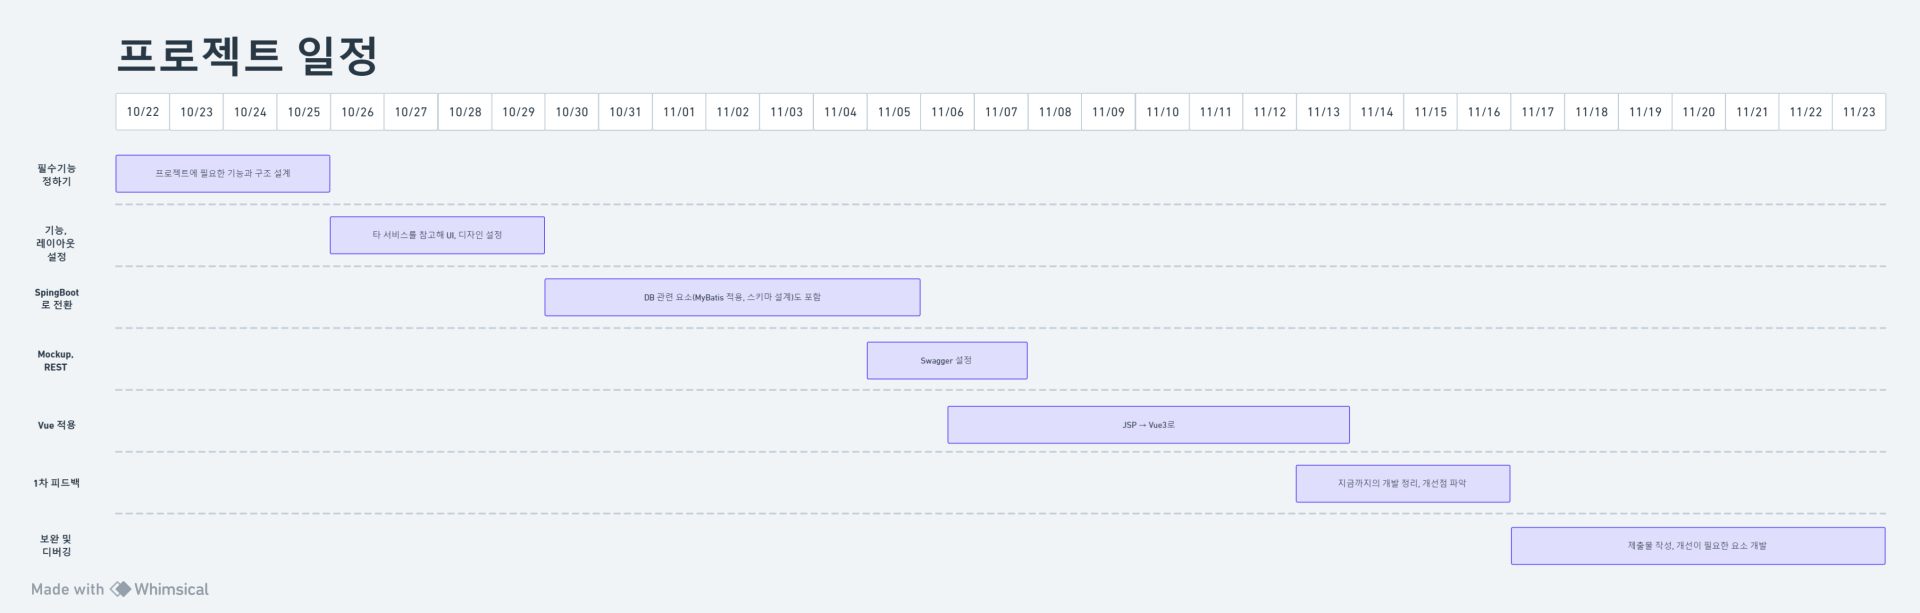 프로젝트 일정
10/22 10/23 10/24 10/25 10/26 10/27 10/28 10/29 10/30 10/31 11/01 11/02 11/03 11/04 11/05 11/06 11/07 11/08 11/09 11/10 11/11 11/12 11/13 11/14 11/15 11/16 11/17 11/18 11/19 11/20 11/21 11/22 11/23
필수기능
정하기
프로젝트에 필요한 기능과 구조 설계
기능,
레이아웃
설정
타 서비스를 참고해 UI, 디자인 설정
SpingBoot
로 전환
DB 관련 요소(MyBatis 적용, 스키마 설계)도 포함
Mockup,
REST
Swagger 설정
Vue 적용
JSP → Vue3로
1차 피드백
지금까지의 개발 정리, 개선점 파악
보완 및
디버깅
제출물 작성, 개선이 필요한 요소 개발
Made with Whimsical